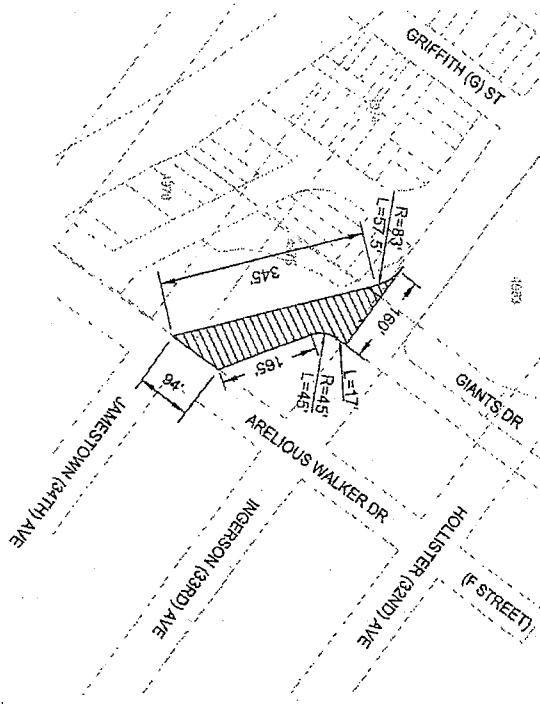 GRIFFITH (G) ST
R=83'
L=57.5'
345'
160'
165'
R=45'
L=45'
L=17'
94'
GIANTS DR
ARELIOUS WALKER DR
JAMESTOWN (34TH) AVE
INGERSON (33RD) AVE
HOLLISTER (32ND) AVE
(F STREET)